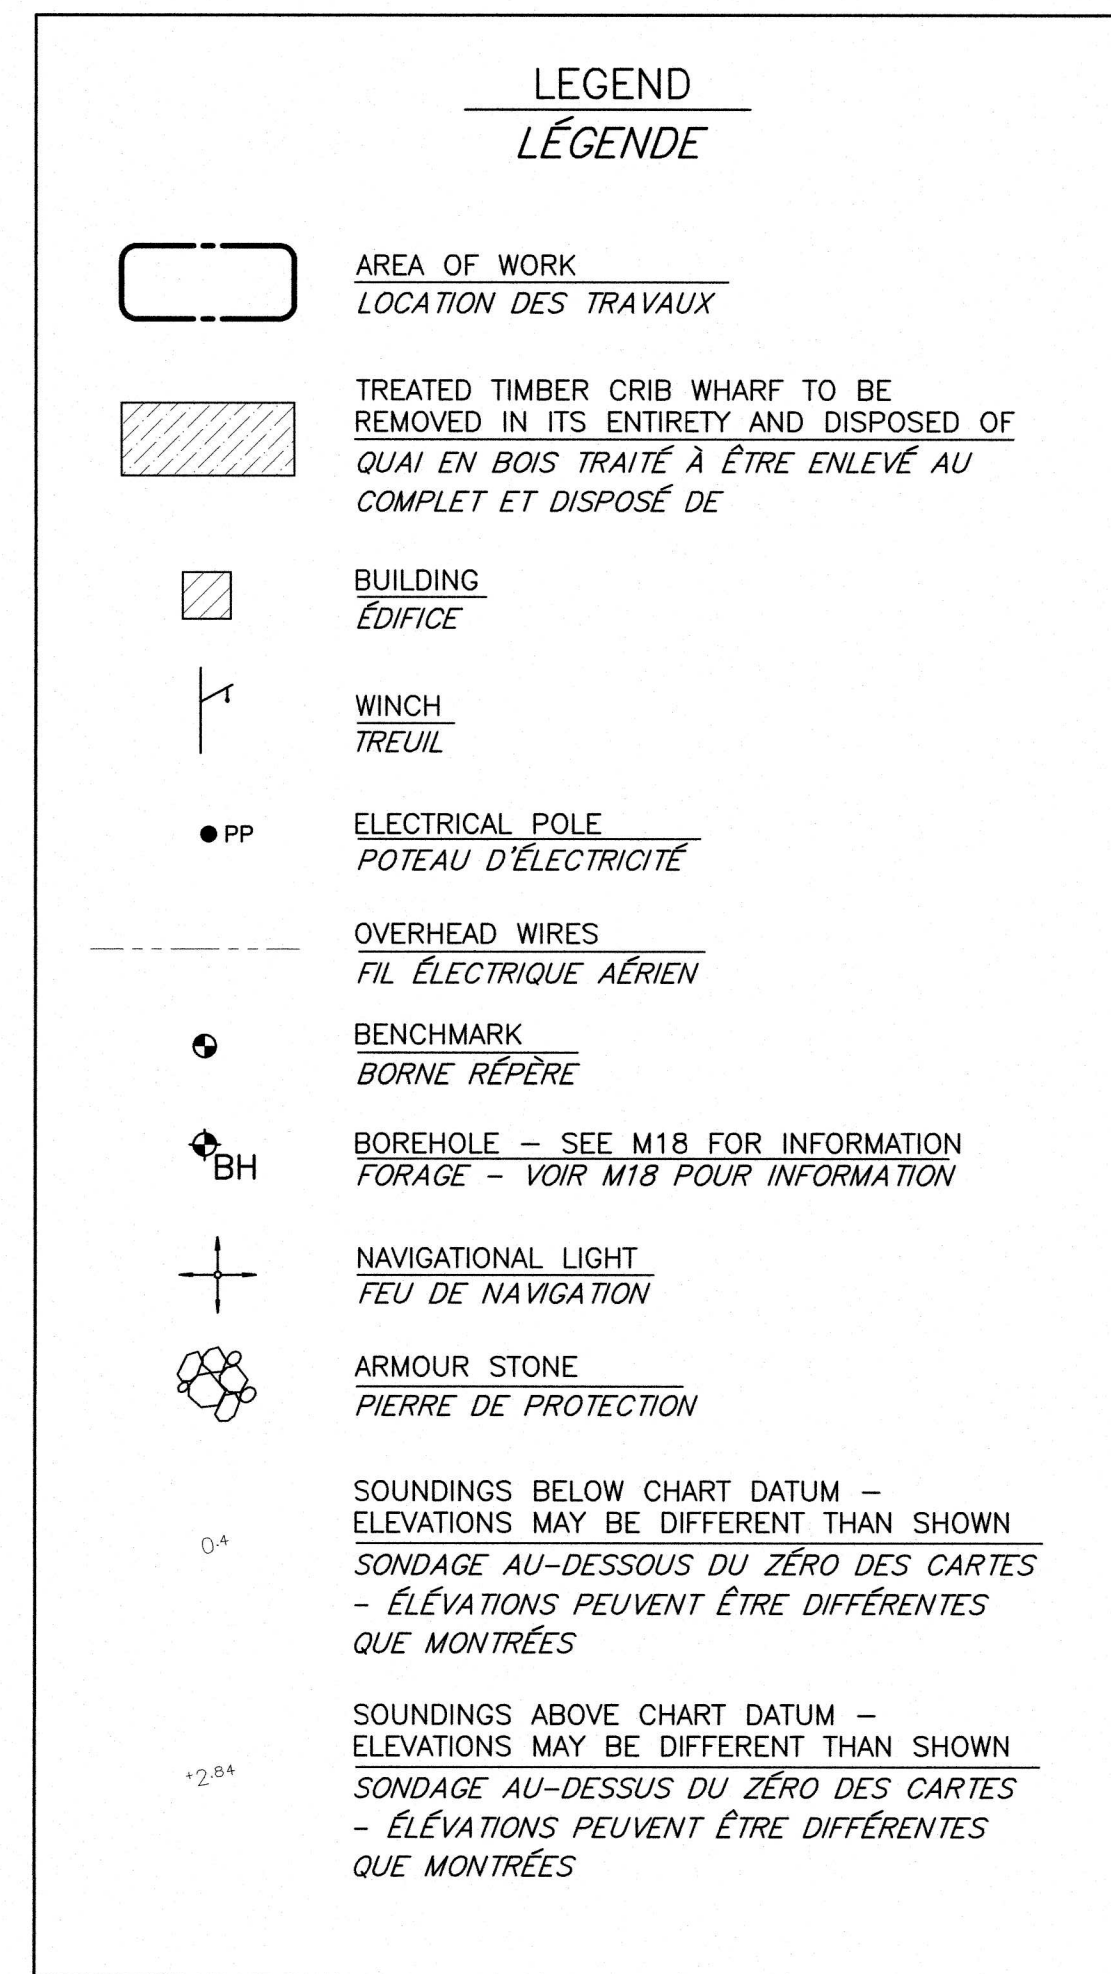 LEGEND
LÉGENDE
AREA OF WORK
LOCATION DES TRAVAUX
TREATED TIMBER CRIB WHARF TO BE
REMOVED IN ITS ENTIRETY AND DISPOSED OF
QUAI EN BOIS TRAITÉ À ÊTRE ENLEVÉ AU
COMPLET ET DISPOSÉ DE
BUILDING
ÉDIFICE
WINCH
TREUIL
PP
ELECTRICAL POLE
POTEAU D'ÉLECTRICITÉ
OVERHEAD WIRES
FIL ÉLECTRIQUE AÉRIEN
BENCHMARK
BORNE RÉPÈRE
BH
BOREHOLE – SEE M18 FOR INFORMATION
FORAGE – VOIR M18 POUR INFORMATION
NAVIGATIONAL LIGHT
FEU DE NAVIGATION
ARMOUR STONE
PIERRE DE PROTECTION
0.4
SOUNDINGS BELOW CHART DATUM –
ELEVATIONS MAY BE DIFFERENT THAN SHOWN
SONDAGE AU-DESSOUS DU ZÉRO DES CARTES
– ÉLÉVATIONS PEUVENT ÊTRE DIFFÉRENTES
QUE MONTRÉES
+2.84
SOUNDINGS ABOVE CHART DATUM –
ELEVATIONS MAY BE DIFFERENT THAN SHOWN
SONDAGE AU-DESSUS DU ZÉRO DES CARTES
– ÉLÉVATIONS PEUVENT ÊTRE DIFFÉRENTES
QUE MONTRÉES